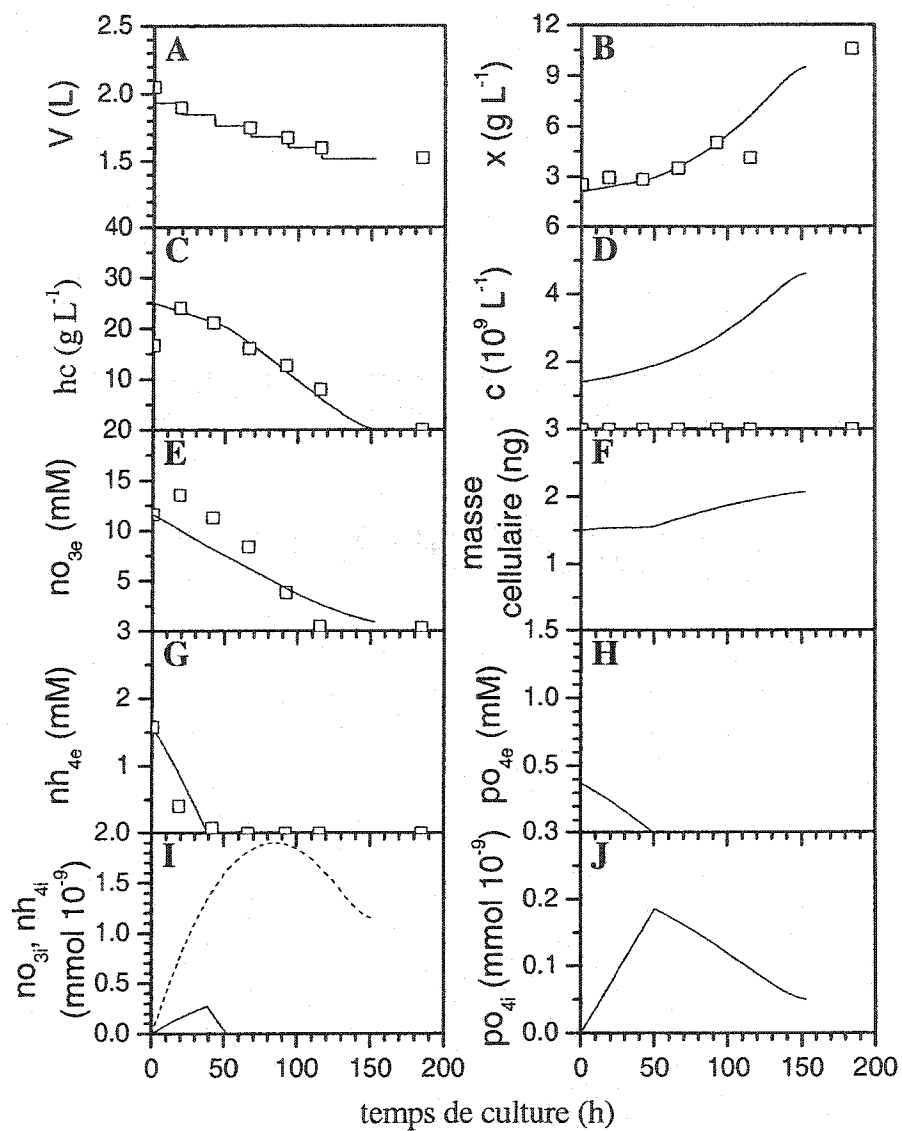 2.5
A
V (L)
2.0
1.5
40
12
B
x (g L⁻¹)
9
6
3
6
C
hc (g L⁻¹)
30
20
10
20
D
c (10⁹ L⁻¹)
4
2
3
E
no₃ₑ (mM)
15
10
5
3
F
masse
cellulaire (ng)
2
1
1.5
G
nh₄ₑ (mM)
2
1
2.0
H
po₄ₑ (mM)
1.0
0.5
0.3
I
no₃ᵢ, nh₄ᵢ
(mmol 10⁻⁹)
1.5
1.0
0.5
0.0
J
po₄ᵢ (mmol 10⁻⁹)
0.2
0.1
0.0
0 50 100 150 200
0 50 100 150 200
temps de culture (h)